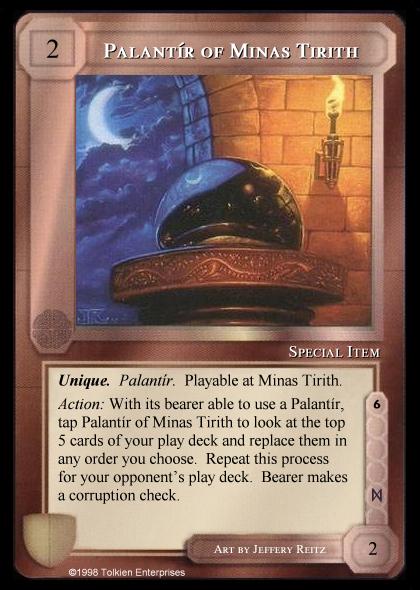 2
Palantír of Minas Tirith
JR
Special Item
Unique. Palantír. Playable at Minas Tirith.
Action: With its bearer able to use a Palantír,
tap Palantír of Minas Tirith to look at the top
5 cards of your play deck and replace them in
any order you choose. Repeat this process
for your opponent's play deck. Bearer makes
a corruption check.
6
Art by Jeffery Reitz
2
©1998 Tolkien Enterprises